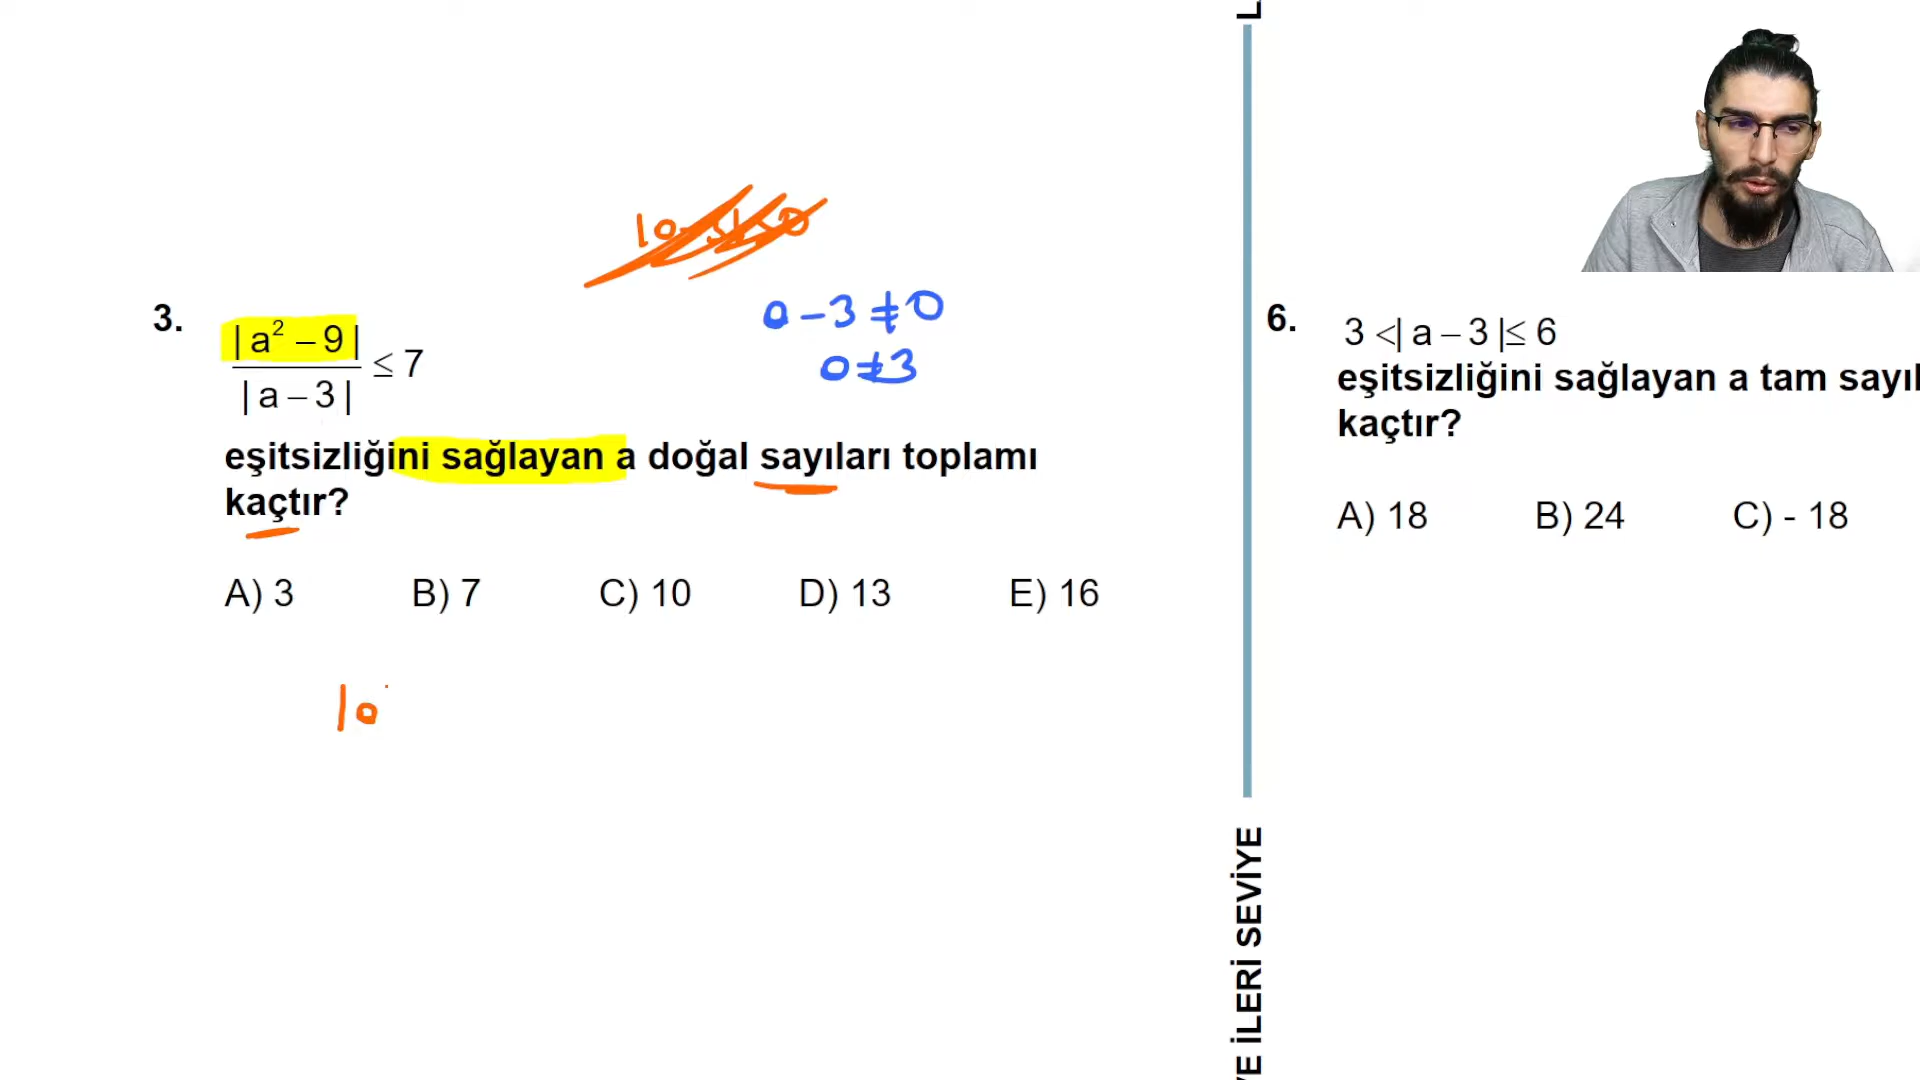 a - 3 ≠ 0
a ≠ 3
3.
| a² – 9 |
| a – 3 |
≤ 7
eşitsizliğini sağlayan a doğal sayıları toplamı
kaçtır?
A) 3 B) 7 C) 10 D) 13 E) 16
|a
6.
3 <| a – 3 |≤ 6
eşitsizliğini sağlayan a tam sayıl
kaçtır?
A) 18 B) 24 C) - 18
VE İLERİ SEVİYE